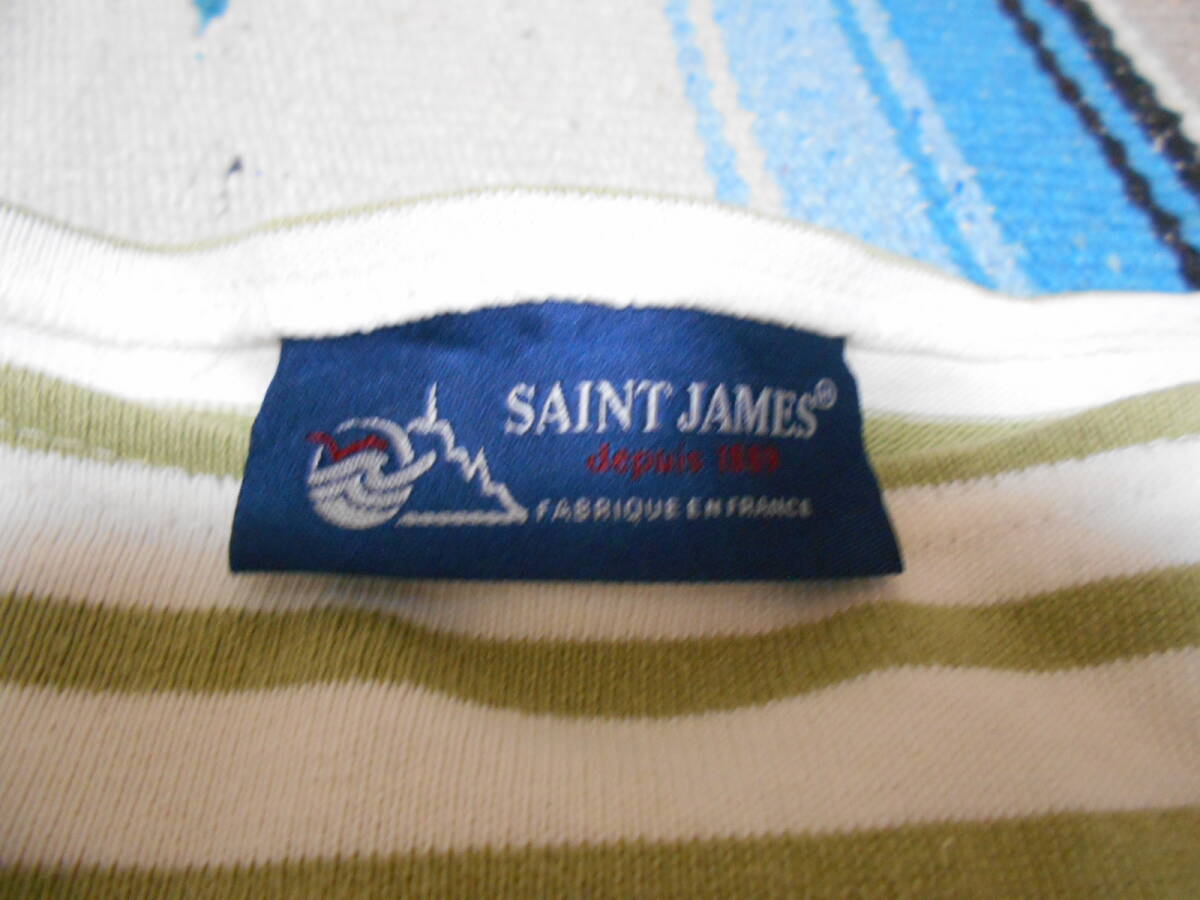 SAINT JAMES®
depuis 1889
FABRIQUE EN FRANCE